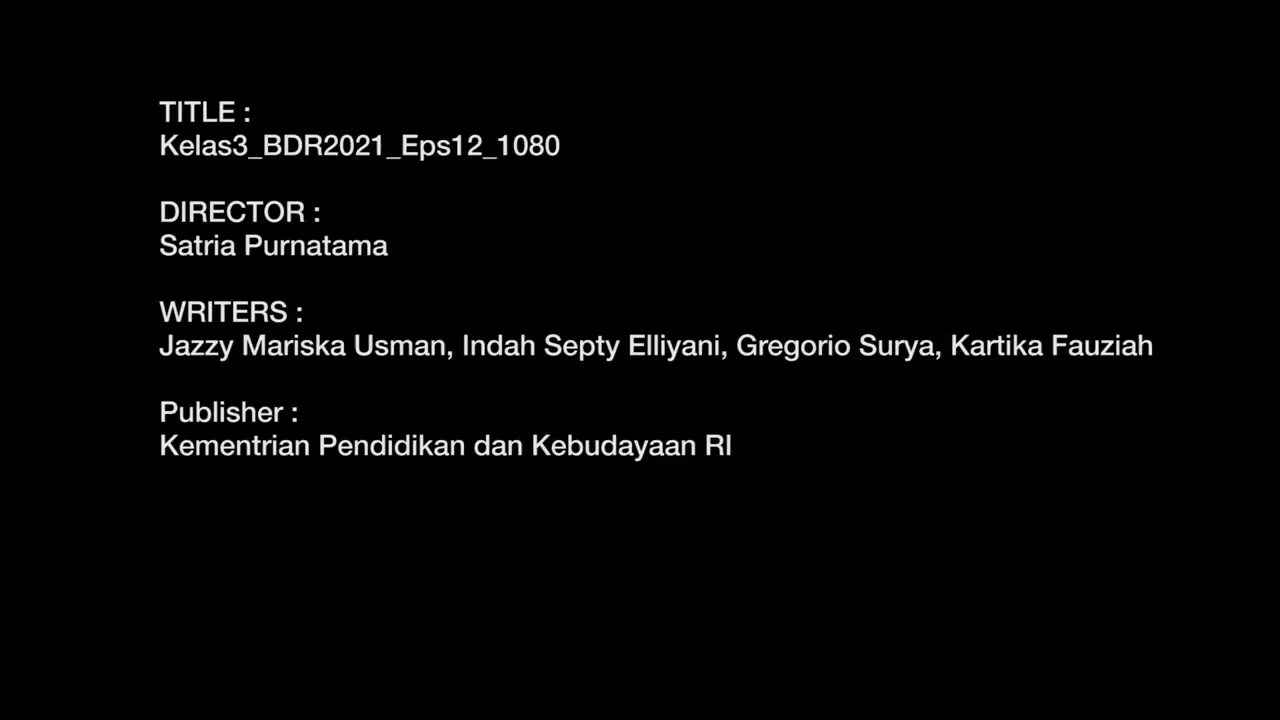 TITLE :
Kelas3_BDR2021_Eps12_1080
DIRECTOR :
Satria Purnatama
WRITERS :
Jazzy Mariska Usman, Indah Septy Elliyani, Gregorio Surya, Kartika Fauziah
Publisher :
Kementrian Pendidikan dan Kebudayaan RI